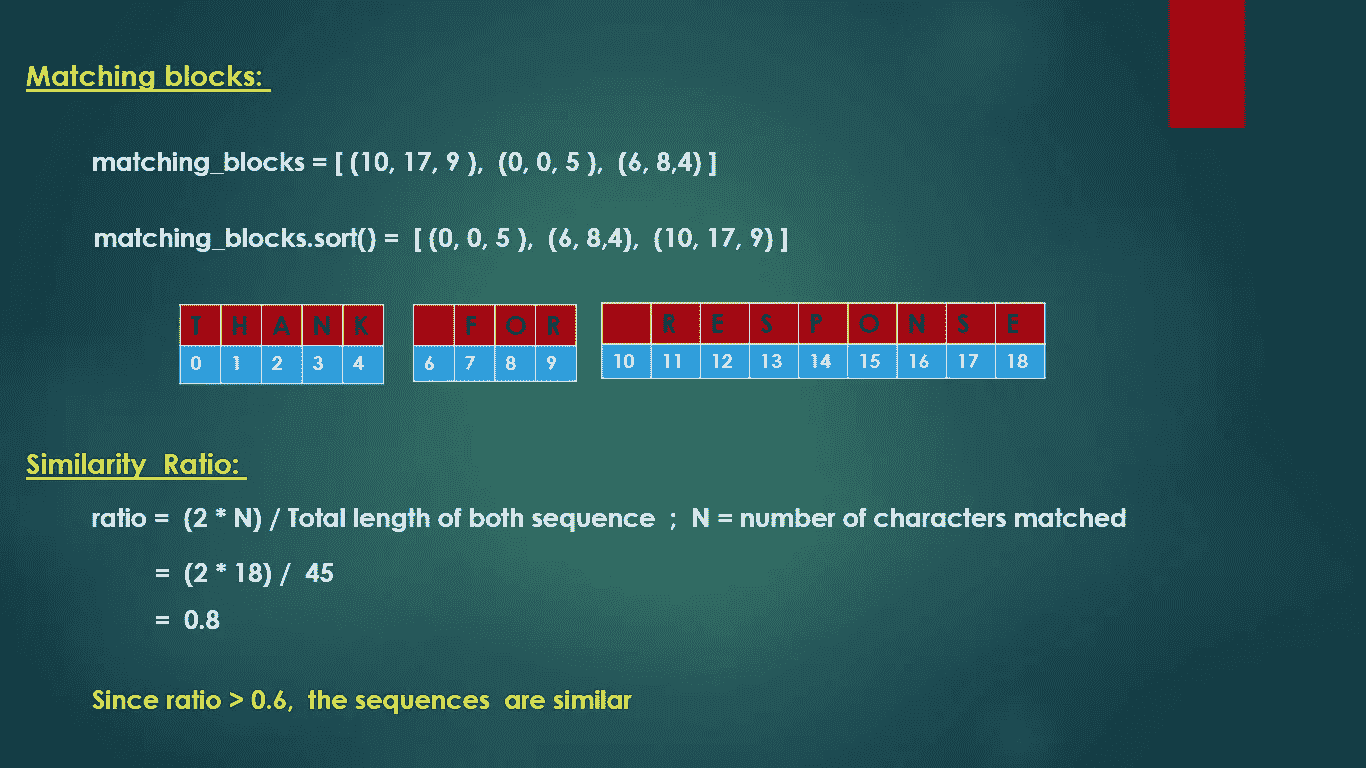 Matching blocks:
matching_blocks = [ (10, 17, 9 ), (0, 0, 5 ), (6, 8,4) ]
matching_blocks.sort() = [ (0, 0, 5 ), (6, 8,4), (10, 17, 9) ]
T H A N K F O R R E S P O N S E
0 1 2 3 4 6 7 8 9 10 11 12 13 14 15 16 17 18
Similarity Ratio:
ratio = (2 * N) / Total length of both sequence ; N = number of characters matched
= (2 * 18) / 45
= 0.8
Since ratio > 0.6, the sequences are similar